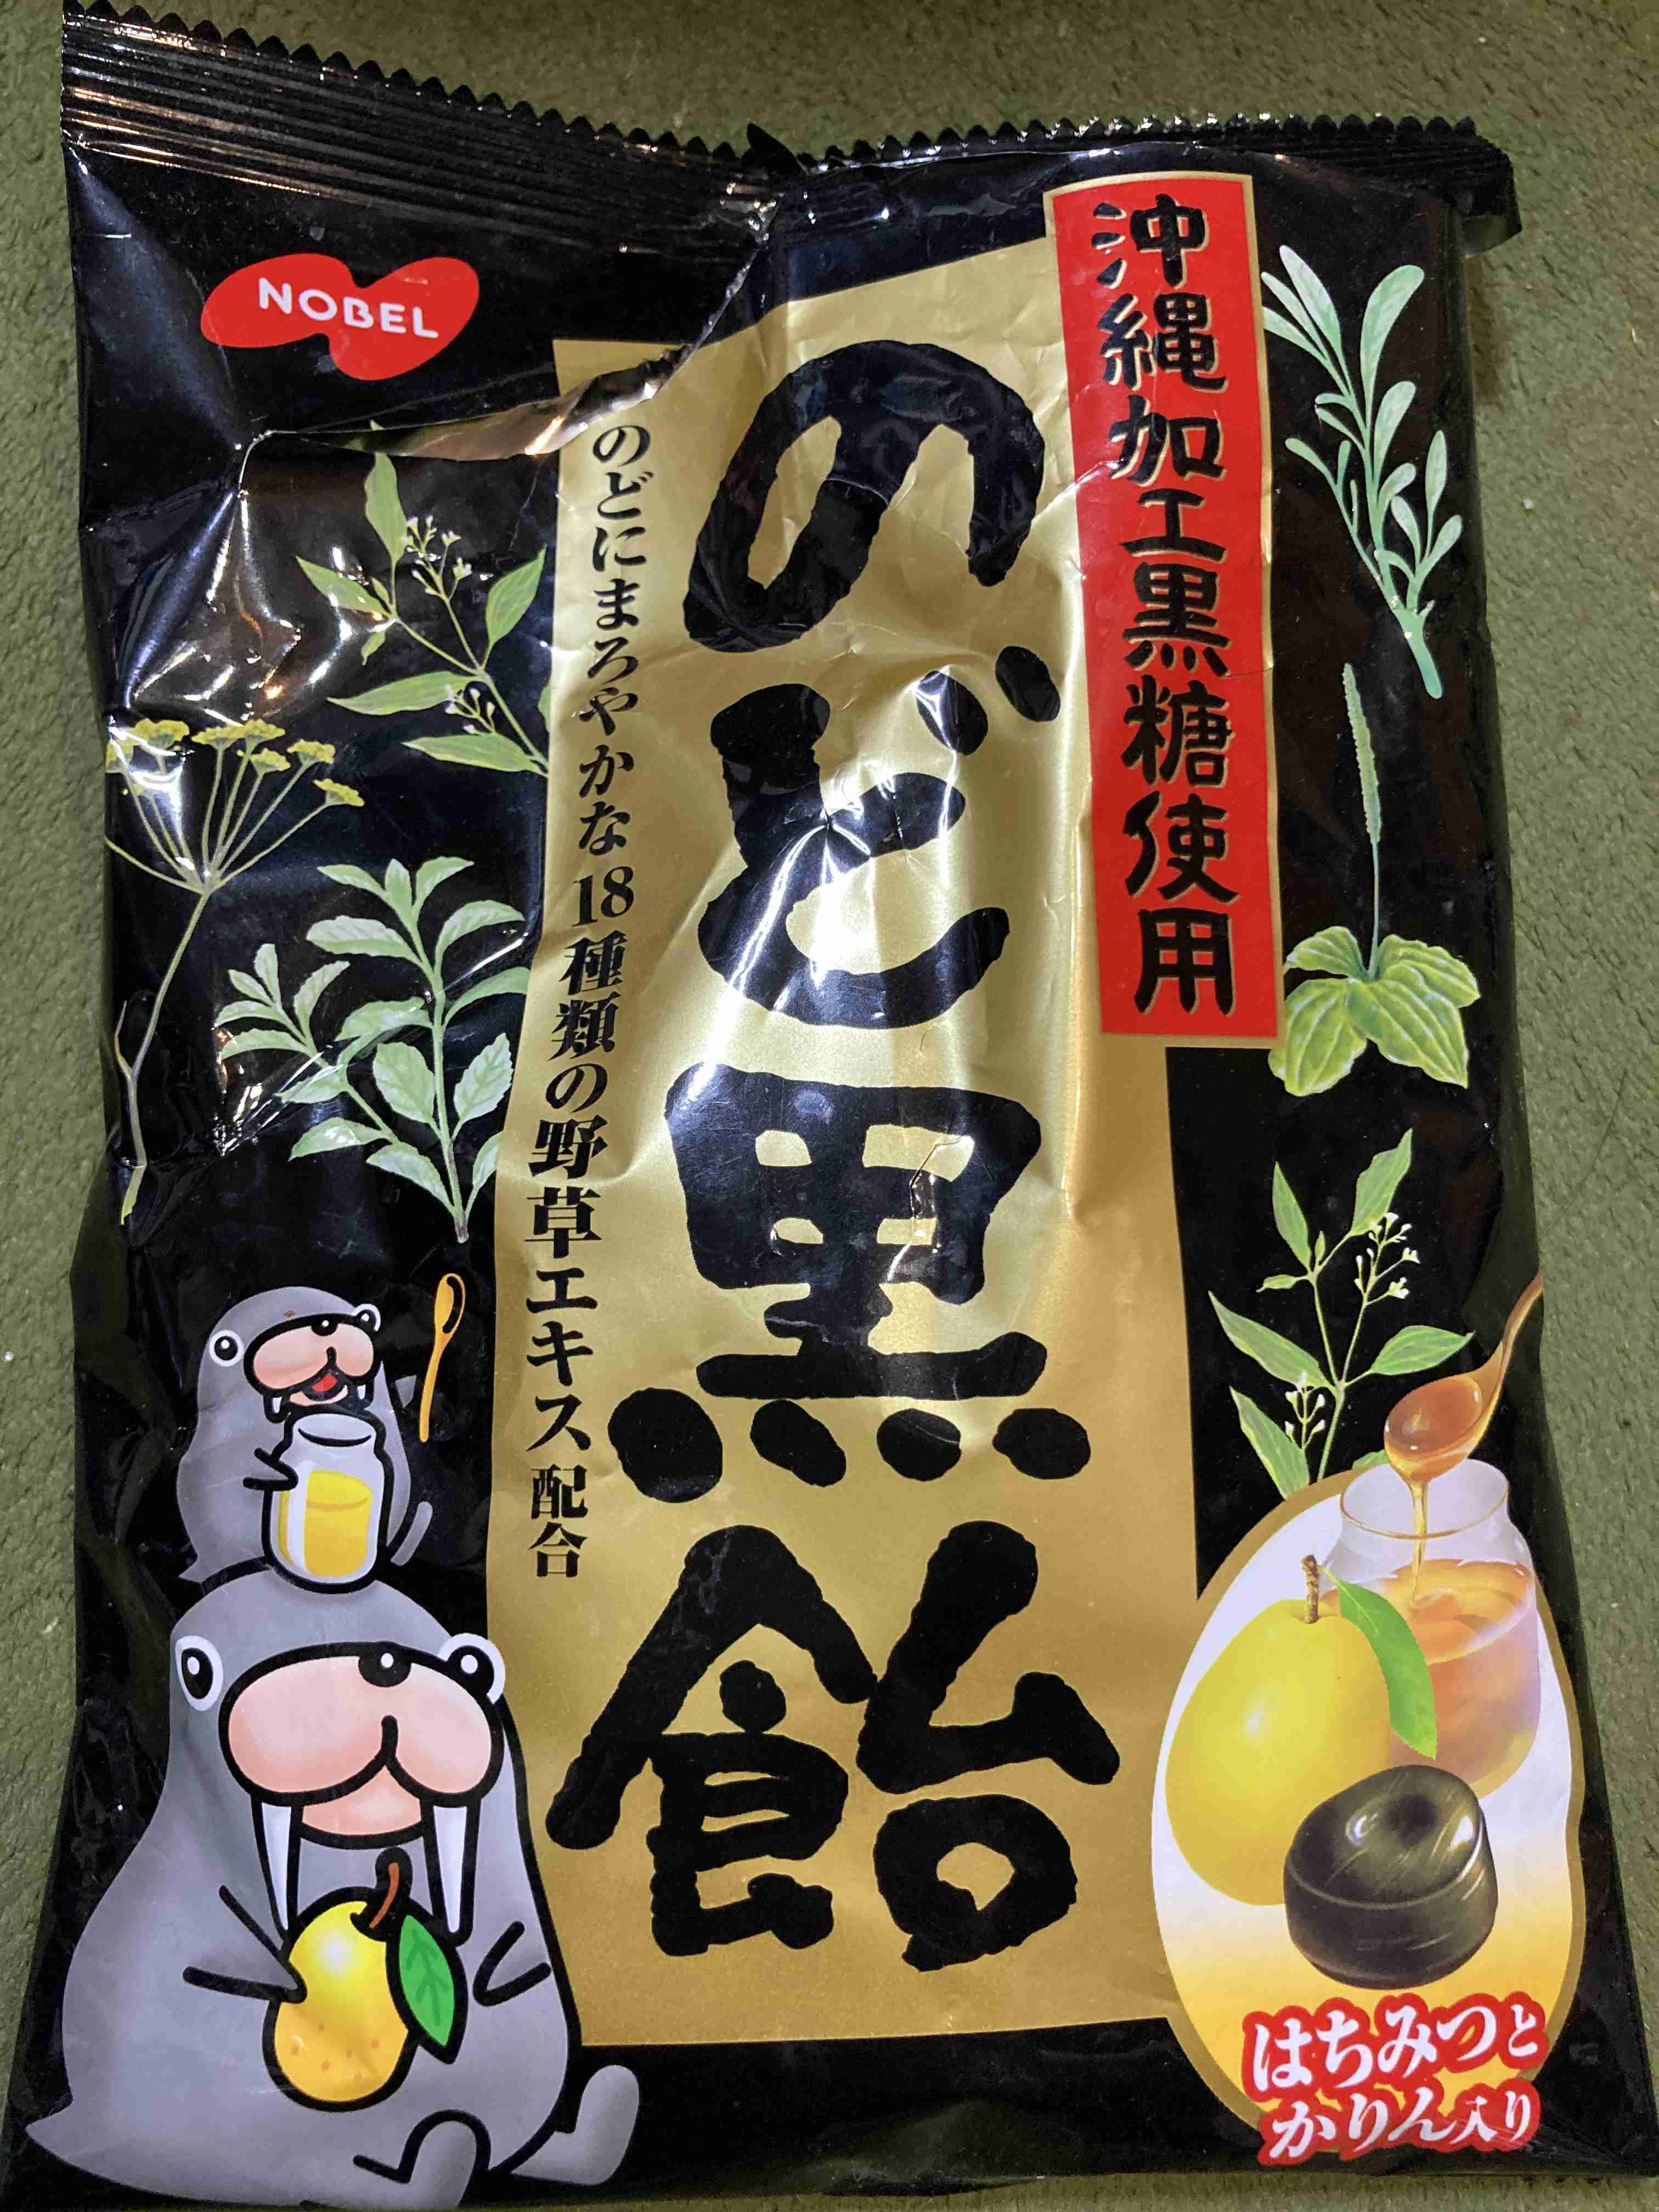 NOBEL
沖縄加工黒糖使用
のど黒飴
のどにまろやかな18種類の野草エキス配合
はちみつと
かりん入り